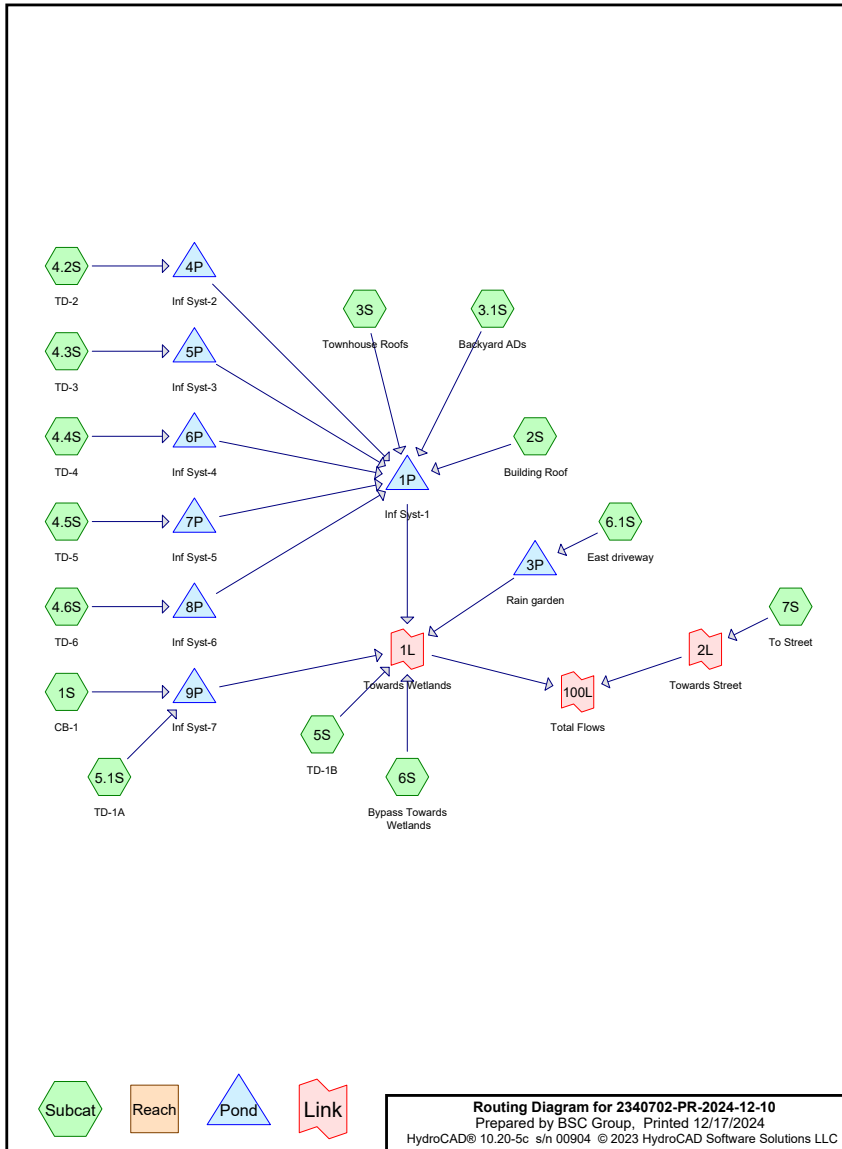 4.2S
TD-2
4P
Inf Syst-2
3S
Townhouse Roofs
3.1S
Backyard ADs
4.3S
TD-3
5P
Inf Syst-3
4.4S
TD-4
6P
Inf Syst-4
2S
Building Roof
1P
Inf Syst-1
4.5S
TD-5
7P
Inf Syst-5
6.1S
East driveway
3P
Rain garden
4.6S
TD-6
8P
Inf Syst-6
7S
To Street
1L
Towards Wetlands
2L
Towards Street
1S
CB-1
9P
Inf Syst-7
100L
Total Flows
5S
TD-1B
5.1S
TD-1A
6S
Bypass Towards
Wetlands
Subcat
Reach
Pond
Link
Routing Diagram for 2340702-PR-2024-12-10
Prepared by BSC Group, Printed 12/17/2024
HydroCAD® 10.20-5c s/n 00904 © 2023 HydroCAD Software Solutions LLC